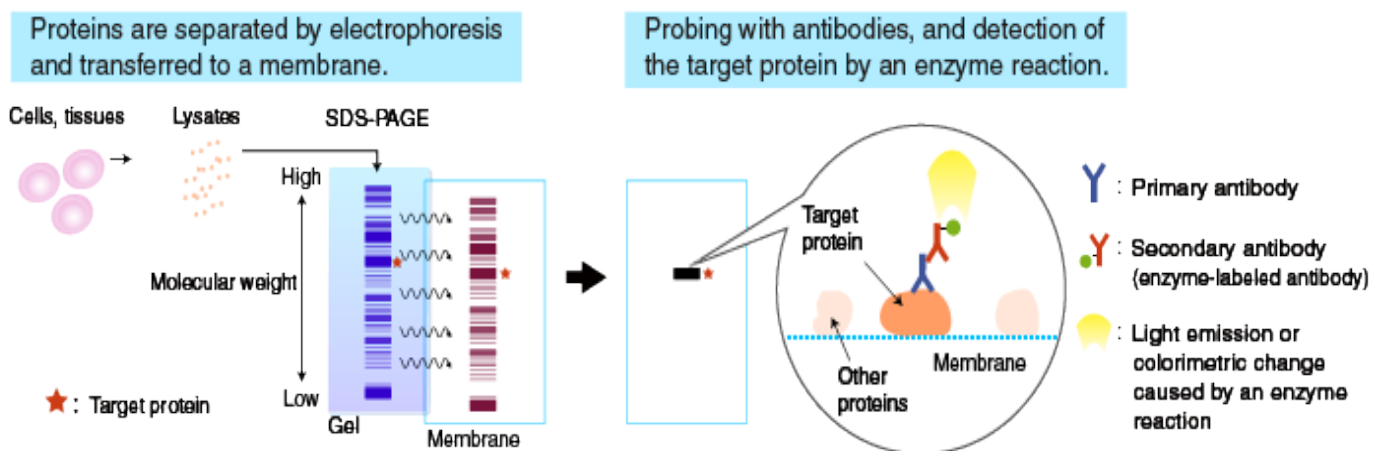 Proteins are separated by electrophoresis
and transferred to a membrane.
Probing with antibodies, and detection of
the target protein by an enzyme reaction.
Cells, tissues
Lysates
SDS-PAGE
High
Molecular weight
Low
Gel
Membrane
: Target protein
Target
protein
Other
proteins
Membrane
: Primary antibody
: Secondary antibody
(enzyme-labeled antibody)
: Light emission or
colorimetric change
caused by an enzyme
reaction